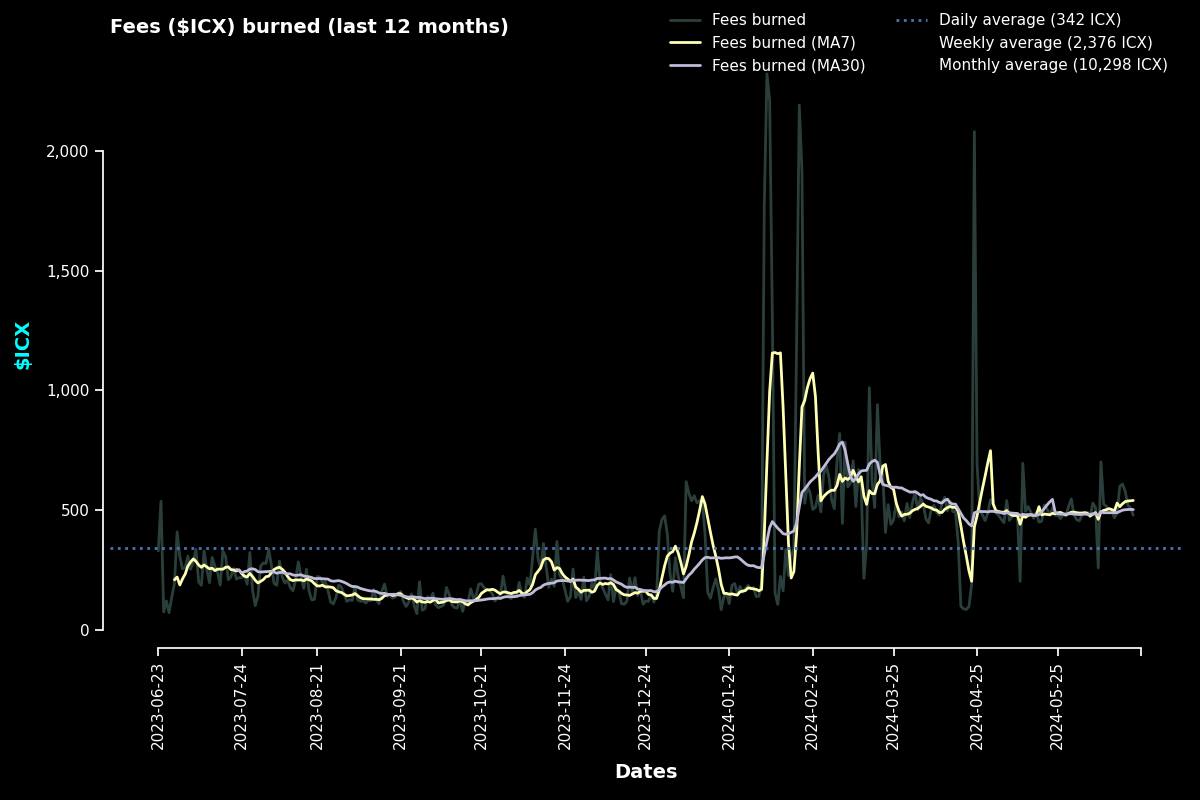 Fees ($ICX) burned (last 12 months)
Fees burned
Fees burned (MA7)
Fees burned (MA30)
Daily average (342 ICX)
Weekly average (2,376 ICX)
Monthly average (10,298 ICX)
$ICX
2,000
1,500
1,000
500
0
2023-06-23
2023-07-24
2023-08-21
2023-09-21
2023-10-21
2023-11-24
2023-12-24
2024-01-24
2024-02-24
2024-03-25
2024-04-25
2024-05-25
Dates